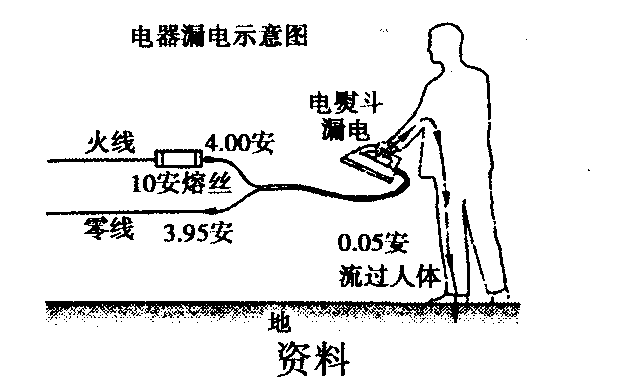 电器漏电示意图
电熨斗
漏电
火线
4.00安
10安熔丝
零线
3.95安
0.05安
流过人体
地
资料